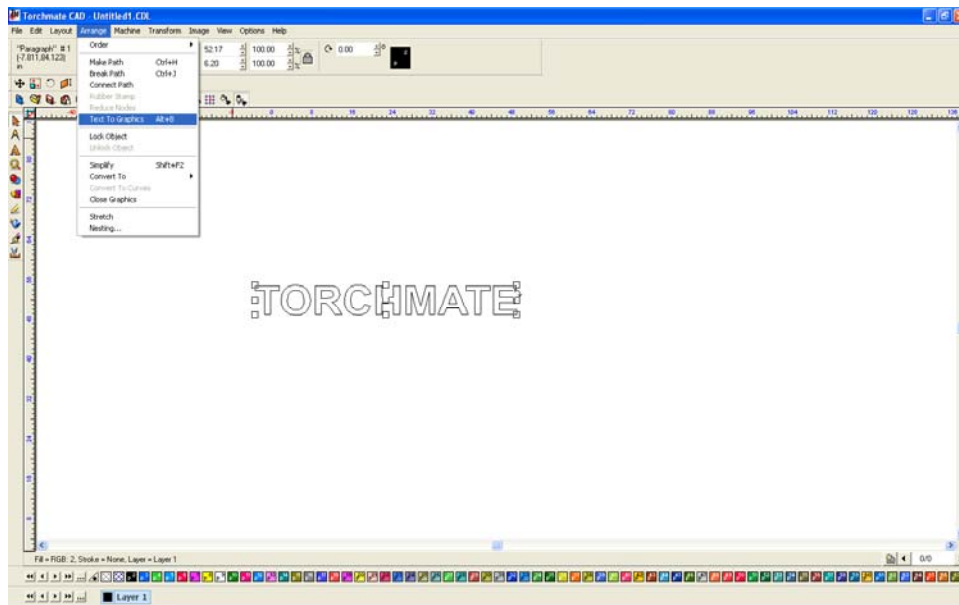 Torchmate CAD - Untitled1.CDL
File Edit Layout Arrange Machine Transform Image View Options Help
"Paragraph" # 1
in
52.17 100.00 % 0.00 °
6.20 100.00 %
Order
Make Path Ctrl+H
Break Path Ctrl+J
Connect Path
Rubber Stamp
Reduce Nodes
Text To Graphics Alt+8
Lock Object
Unlock Object
Simplify Shift+F2
Convert To
Convert To Curves
Close Graphics
Stretch
Nesting...
TORCHMATE
Fill = RGB: 2, Stroke = None, Layer = Layer 1
0/0
Layer 1